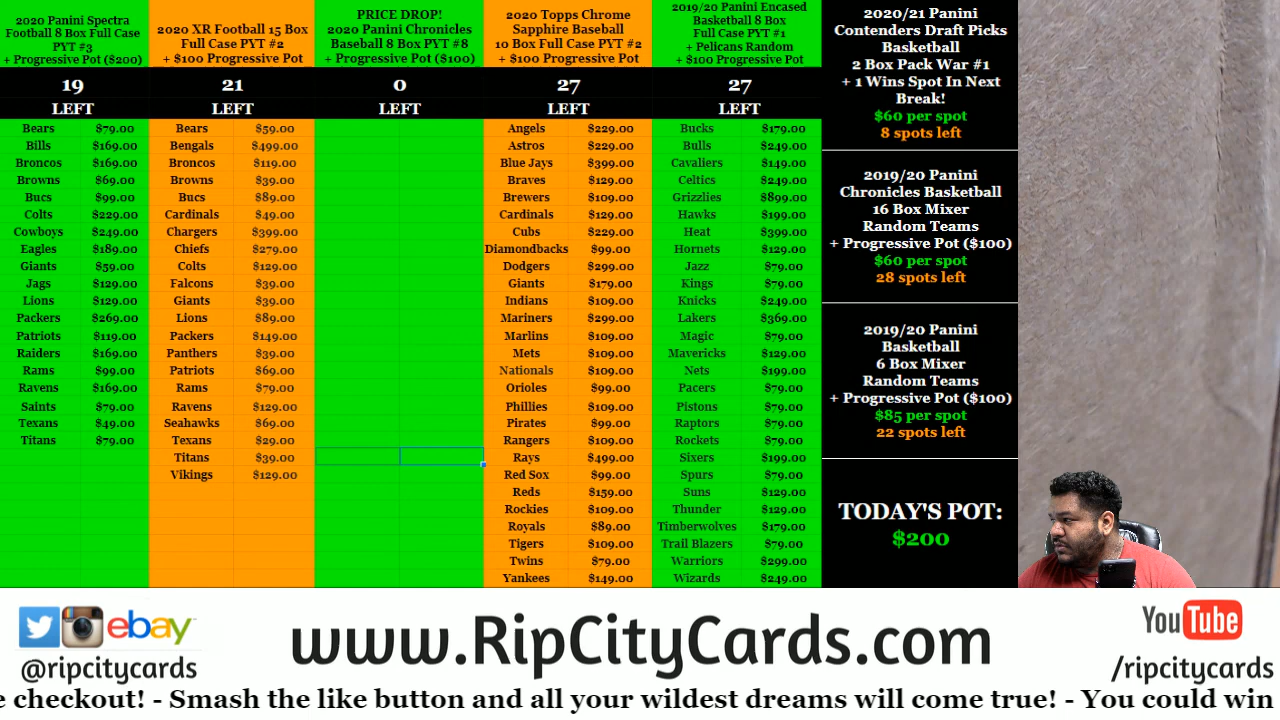 2020 Panini Spectra
Football 8 Box Full Case
PYT #3
+ Progressive Pot ($200)
19
LEFT
Bears $79.00
Bills $169.00
Broncos $169.00
Browns $69.00
Bucs $99.00
Colts $229.00
Cowboys $249.00
Eagles $189.00
Giants $59.00
Jags $129.00
Lions $129.00
Packers $269.00
Patriots $119.00
Raiders $169.00
Rams $99.00
Ravens $169.00
Saints $79.00
Texans $49.00
Titans $79.00
2020 XR Football 15 Box
Full Case PYT #2
+ $100 Progressive Pot
21
LEFT
Bears $59.00
Bengals $499.00
Broncos $119.00
Browns $39.00
Bucs $89.00
Cardinals $49.00
Chargers $399.00
Chiefs $279.00
Colts $129.00
Falcons $39.00
Giants $39.00
Lions $89.00
Packers $149.00
Panthers $39.00
Patriots $69.00
Rams $79.00
Ravens $129.00
Seahawks $69.00
Texans $29.00
Titans $39.00
Vikings $129.00
PRICE DROP!
2020 Panini Chronicles
Baseball 8 Box PYT #8
+ Progressive Pot ($100)
0
LEFT
2020 Topps Chrome
Sapphire Baseball
10 Box Full Case PYT #2
+ $100 Progressive Pot
27
LEFT
Angels $229.00
Astros $229.00
Blue Jays $399.00
Braves $129.00
Brewers $109.00
Cardinals $129.00
Cubs $229.00
Diamondbacks $99.00
Dodgers $299.00
Giants $179.00
Indians $109.00
Mariners $299.00
Marlins $109.00
Mets $109.00
Nationals $109.00
Orioles $99.00
Phillies $109.00
Pirates $99.00
Rangers $109.00
Rays $499.00
Red Sox $99.00
Reds $159.00
Rockies $109.00
Royals $89.00
Tigers $109.00
Twins $79.00
Yankees $149.00
2019/20 Panini Encased
Basketball 8 Box
Full Case PYT #1
+ Pelicans Random
+ $100 Progressive Pot
27
LEFT
Bucks $179.00
Bulls $249.00
Cavaliers $149.00
Celtics $249.00
Grizzlies $899.00
Hawks $199.00
Heat $399.00
Hornets $129.00
Jazz $79.00
Kings $79.00
Knicks $249.00
Lakers $369.00
Magic $79.00
Mavericks $129.00
Nets $199.00
Pacers $79.00
Pistons $79.00
Raptors $79.00
Rockets $79.00
Sixers $199.00
Spurs $79.00
Suns $129.00
Thunder $129.00
Timberwolves $179.00
Trail Blazers $79.00
Warriors $299.00
Wizards $249.00
2020/21 Panini
Contenders Draft Picks
Basketball
2 Box Pack War #1
+ 1 Wins Spot In Next
Break!
$60 per spot
8 spots left
2019/20 Panini
Chronicles Basketball
16 Box Mixer
Random Teams
+ Progressive Pot ($100)
$60 per spot
28 spots left
2019/20 Panini
Basketball
6 Box Mixer
Random Teams
+ Progressive Pot ($100)
$85 per spot
22 spots left
TODAY'S POT:
$200
ebay
@ripcitycards
www.RipCityCards.com
YouTube
/ripcitycards
e checkout! - Smash the like button and all your wildest dreams will come true! - You could win